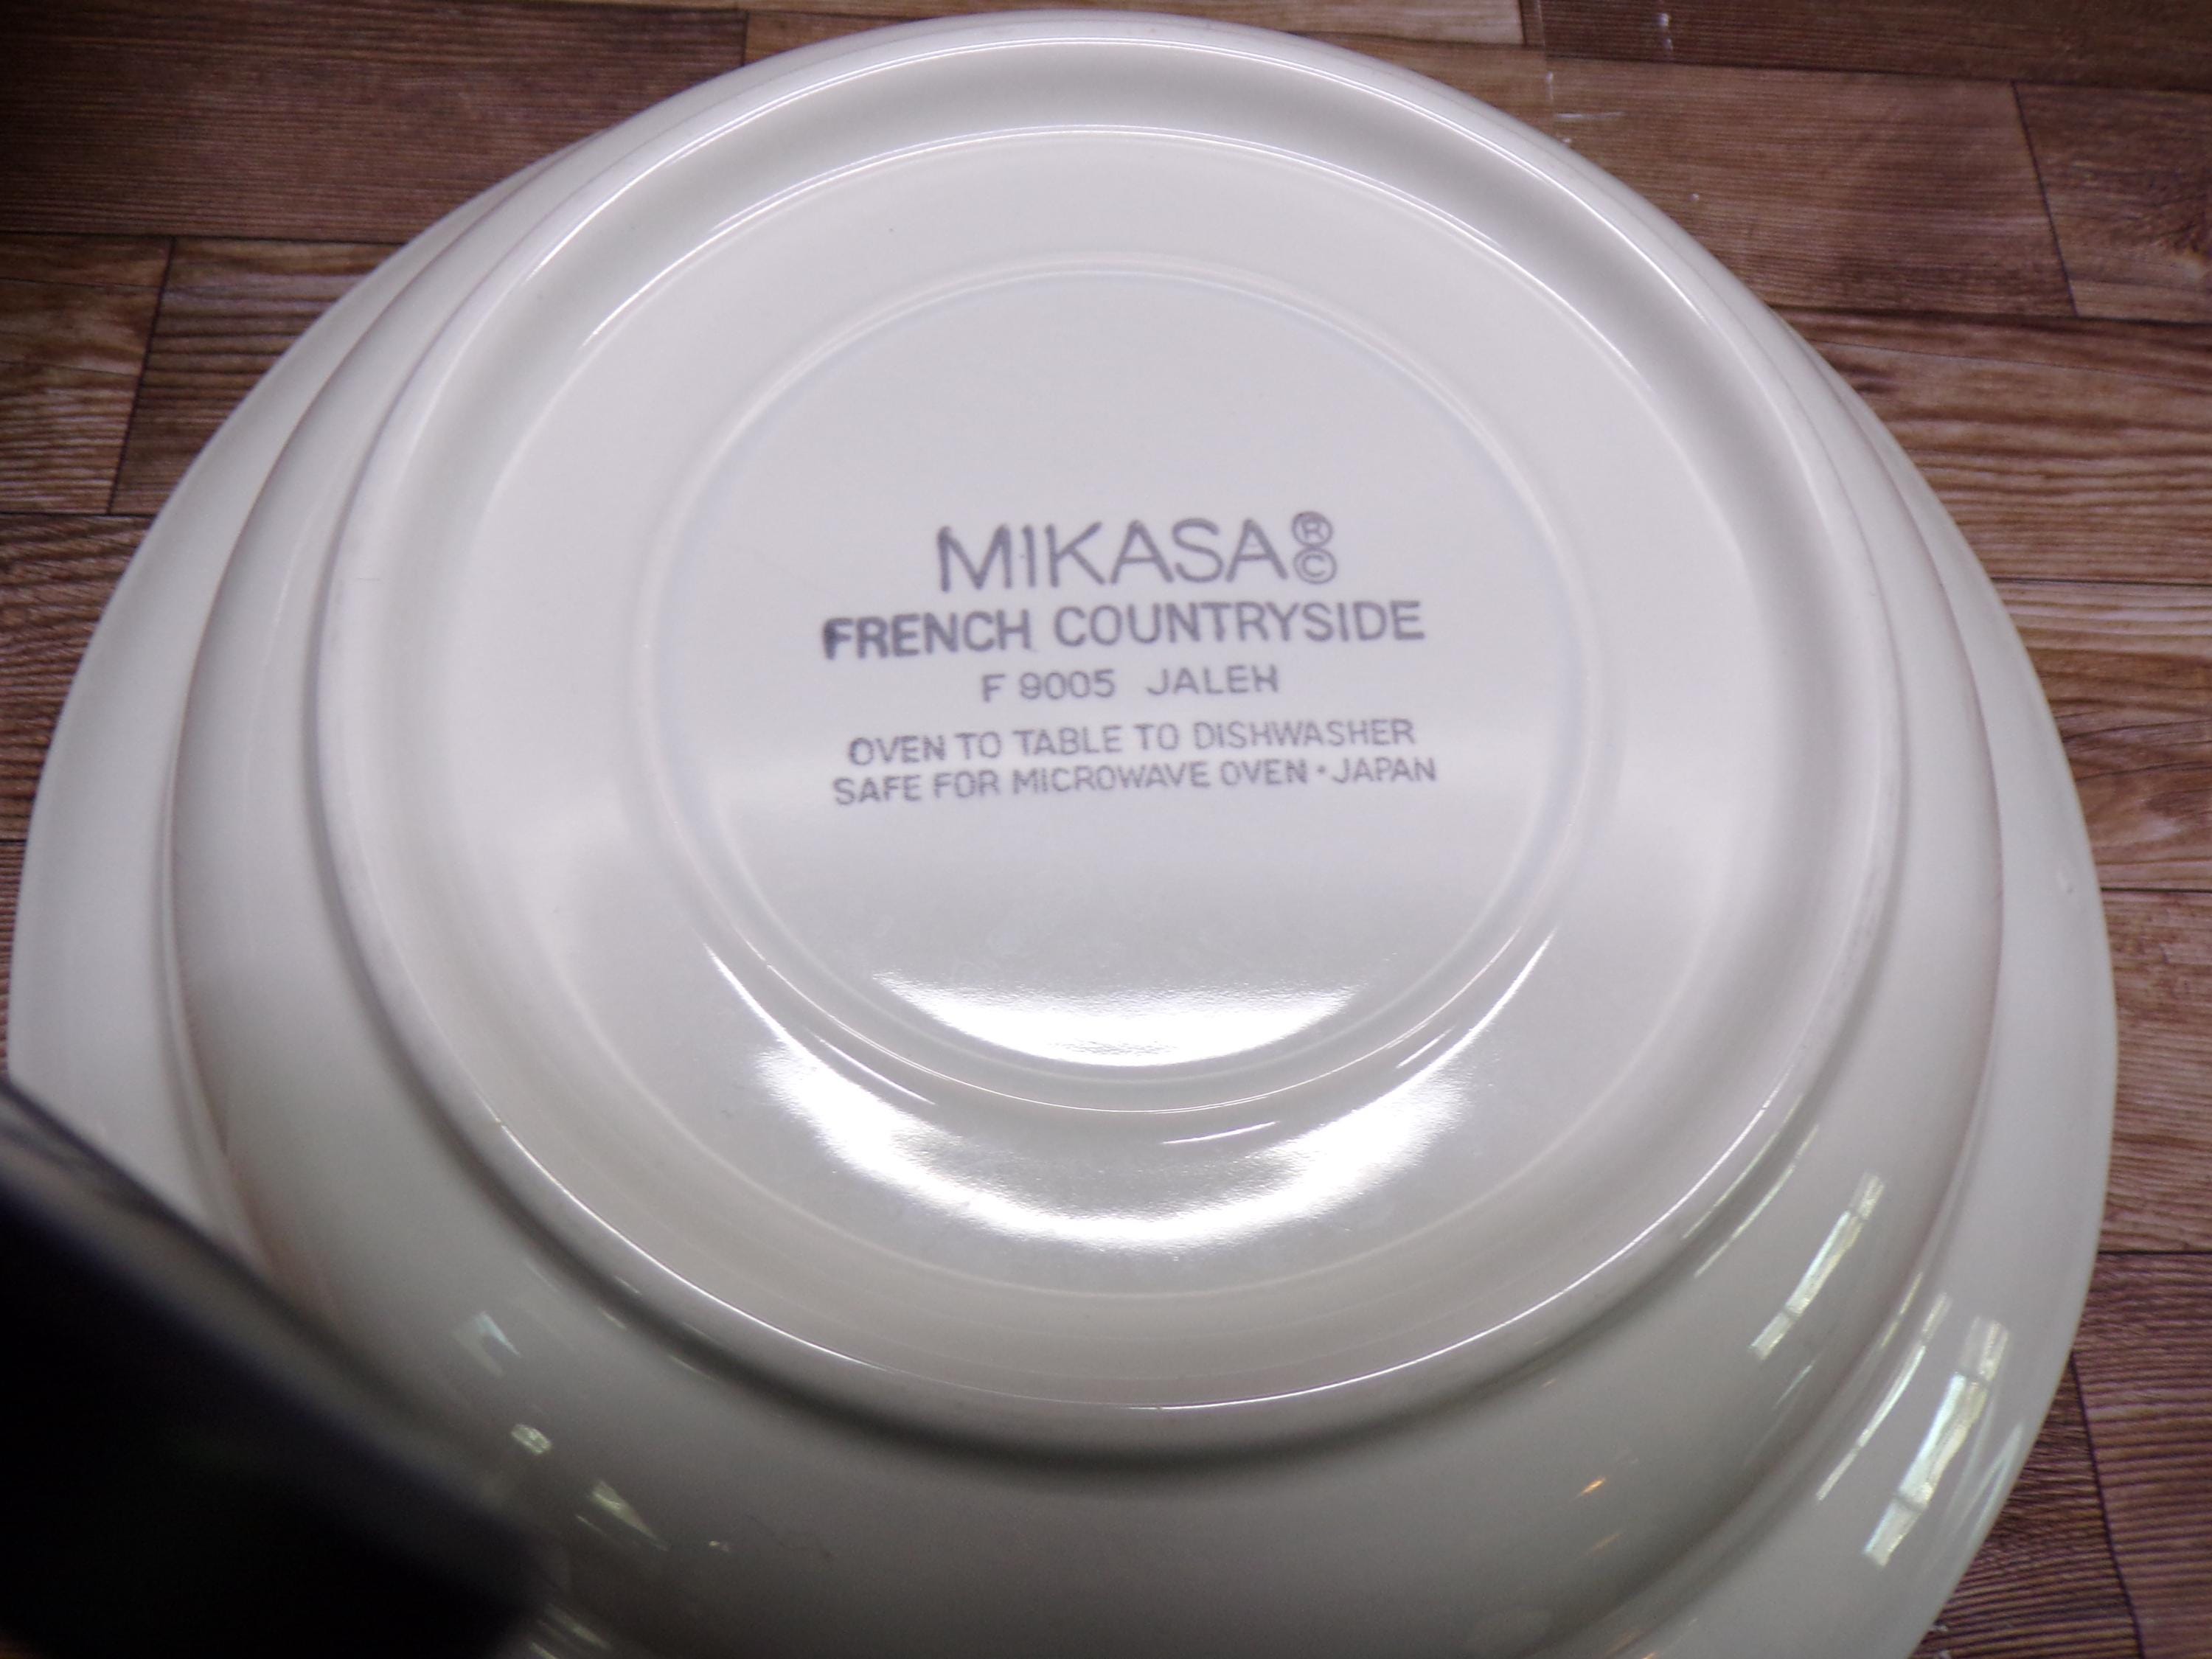 MIKASA®©
FRENCH COUNTRYSIDE
F 9005 JALEH
OVEN TO TABLE TO DISHWASHER
SAFE FOR MICROWAVE OVEN • JAPAN